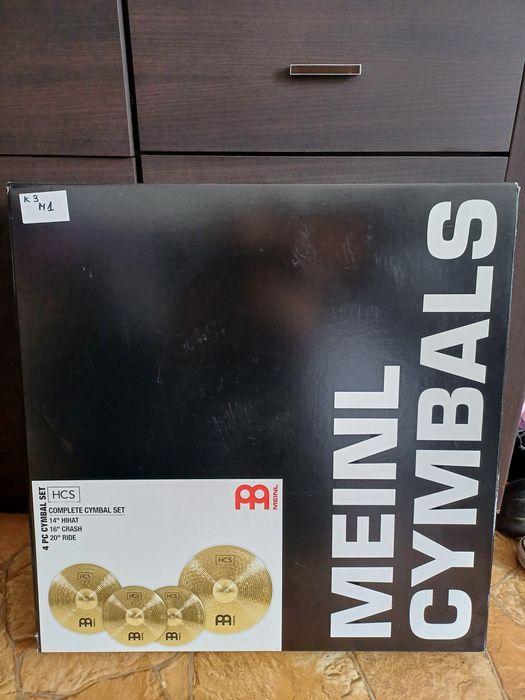 K3
M1
MEINL
CYMBALS
4 PC CYMBAL SET
HCS
COMPLETE CYMBAL SET
14" HIHAT
16" CRASH
20" RIDE
MEINL
HCS
HCS
HCS
HCS